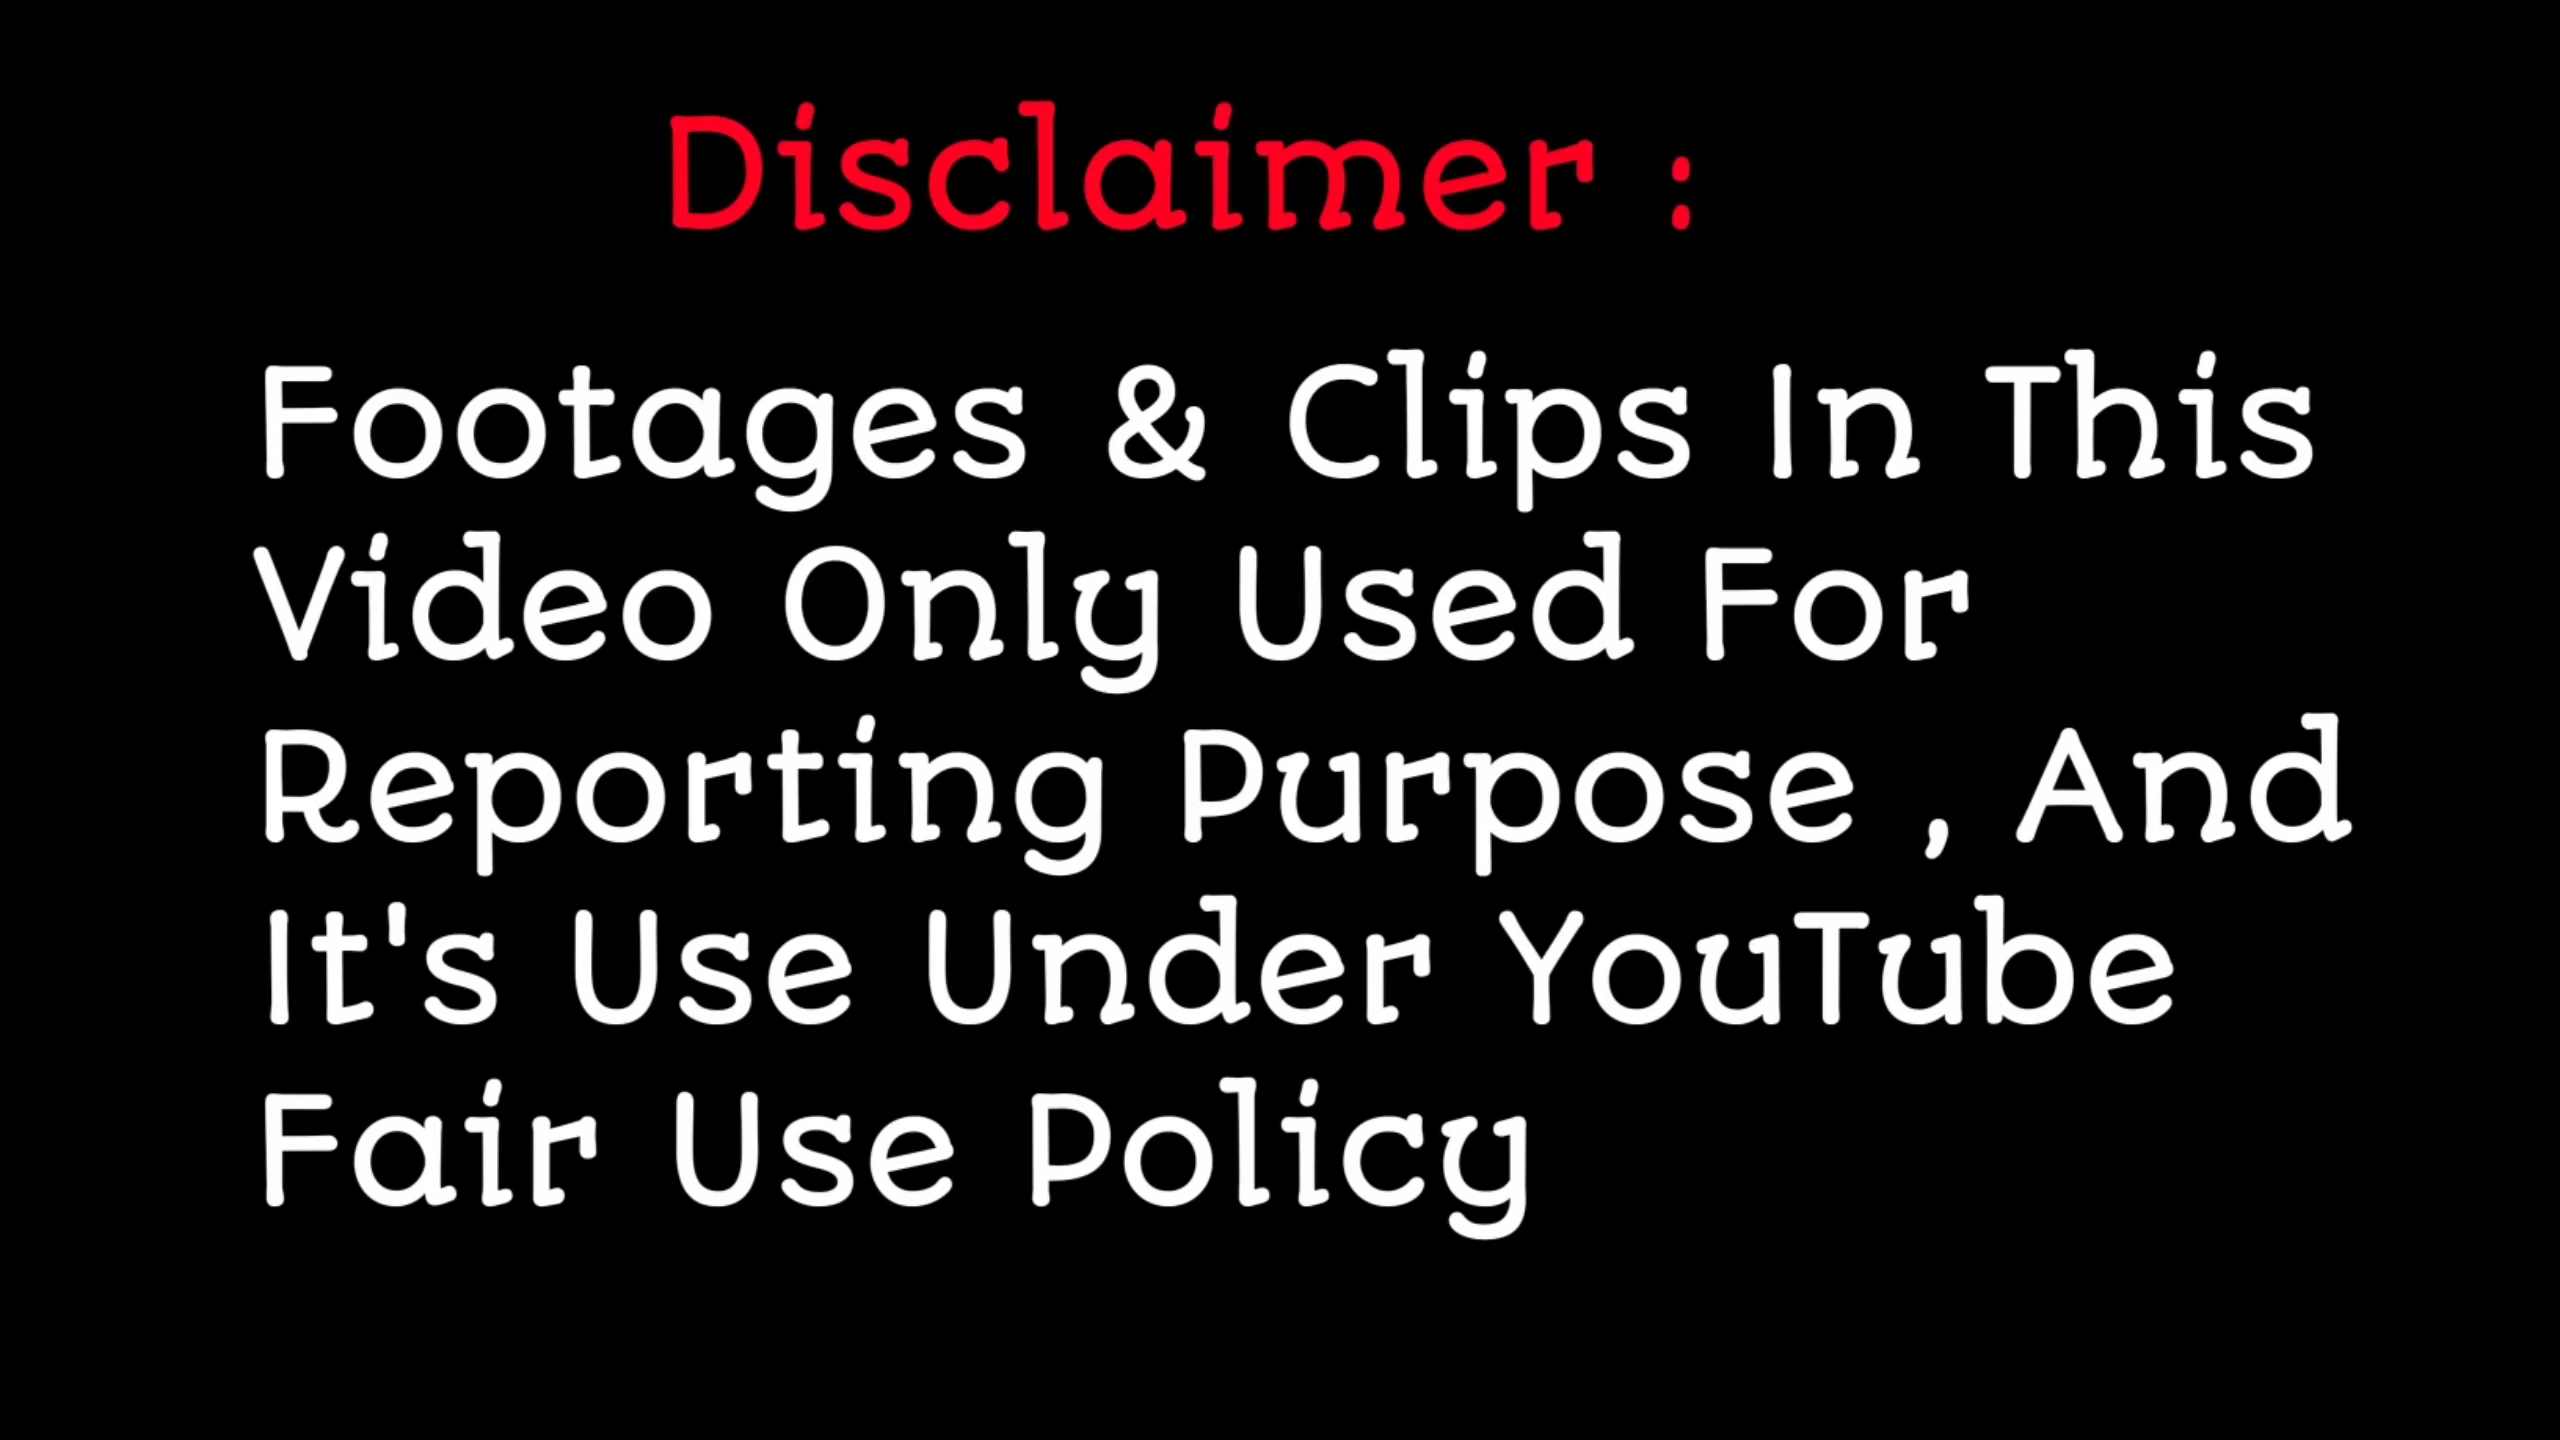 Disclaimer :
Footages & Clips In This
Video Only Used For
Reporting Purpose , And
It's Use Under YouTube
Fair Use Policy